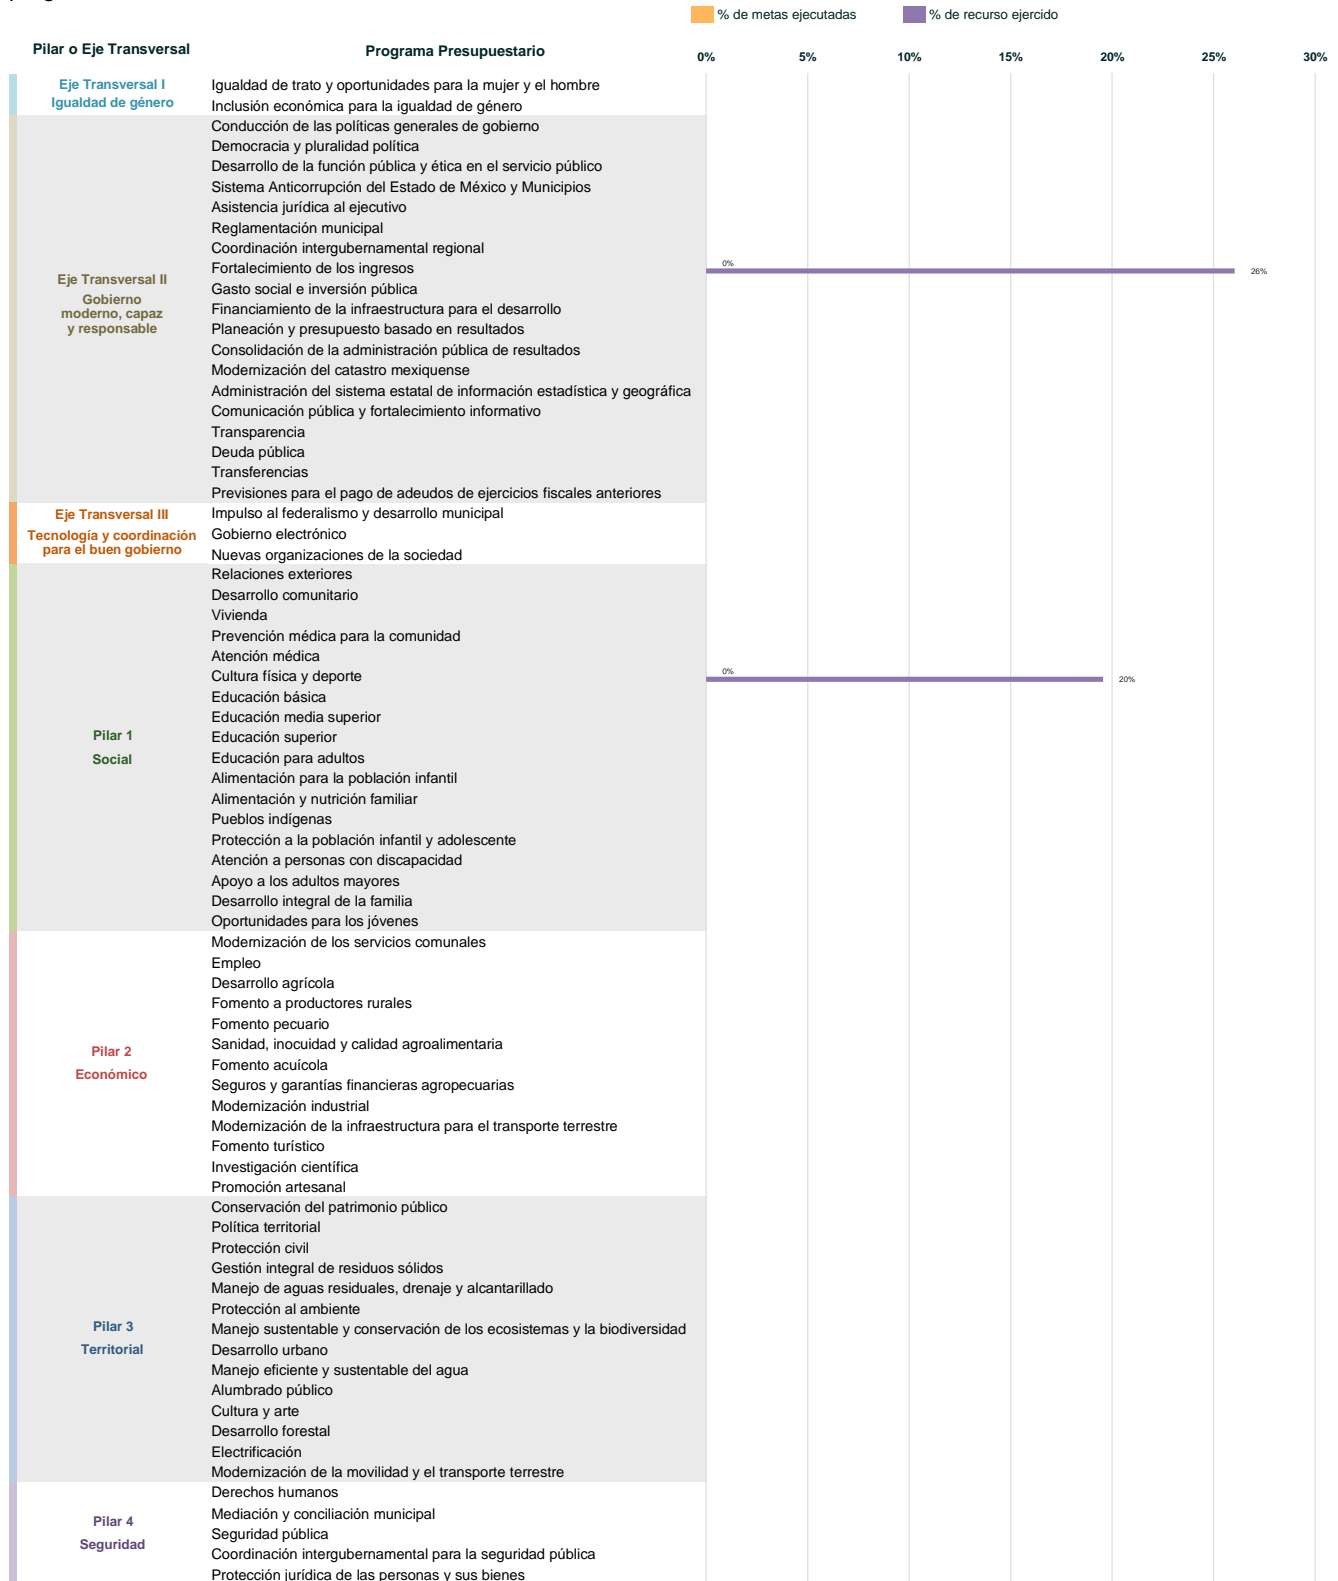 % de metas ejecutadas % de recurso ejercido
Pilar o Eje Transversal Programa Presupuestario 0% 5% 10% 15% 20% 25% 30%
Eje Transversal I
Igualdad de género
Igualdad de trato y oportunidades para la mujer y el hombre
Inclusión económica para la igualdad de género
Eje Transversal II
Gobierno
moderno, capaz
y responsable
Conducción de las políticas generales de gobierno
Democracia y pluralidad política
Desarrollo de la función pública y ética en el servicio público
Sistema Anticorrupción del Estado de México y Municipios
Asistencia jurídica al ejecutivo
Reglamentación municipal
Coordinación intergubernamental regional
Fortalecimiento de los ingresos 0% 26%
Gasto social e inversión pública
Financiamiento de la infraestructura para el desarrollo
Planeación y presupuesto basado en resultados
Consolidación de la administración pública de resultados
Modernización del catastro mexiquense
Administración del sistema estatal de información estadística y geográfica
Comunicación pública y fortalecimiento informativo
Transparencia
Deuda pública
Transferencias
Previsiones para el pago de adeudos de ejercicios fiscales anteriores
Eje Transversal III
Tecnología y coordinación
para el buen gobierno
Impulso al federalismo y desarrollo municipal
Gobierno electrónico
Nuevas organizaciones de la sociedad
Pilar 1
Social
Relaciones exteriores
Desarrollo comunitario
Vivienda
Prevención médica para la comunidad
Atención médica
Cultura física y deporte 0% 20%
Educación básica
Educación media superior
Educación superior
Educación para adultos
Alimentación para la población infantil
Alimentación y nutrición familiar
Pueblos indígenas
Protección a la población infantil y adolescente
Atención a personas con discapacidad
Apoyo a los adultos mayores
Desarrollo integral de la familia
Oportunidades para los jóvenes
Pilar 2
Económico
Modernización de los servicios comunales
Empleo
Desarrollo agrícola
Fomento a productores rurales
Fomento pecuario
Sanidad, inocuidad y calidad agroalimentaria
Fomento acuícola
Seguros y garantías financieras agropecuarias
Modernización industrial
Modernización de la infraestructura para el transporte terrestre
Fomento turístico
Investigación científica
Promoción artesanal
Pilar 3
Territorial
Conservación del patrimonio público
Política territorial
Protección civil
Gestión integral de residuos sólidos
Manejo de aguas residuales, drenaje y alcantarillado
Protección al ambiente
Manejo sustentable y conservación de los ecosistemas y la biodiversidad
Desarrollo urbano
Manejo eficiente y sustentable del agua
Alumbrado público
Cultura y arte
Desarrollo forestal
Electrificación
Modernización de la movilidad y el transporte terrestre
Pilar 4
Seguridad
Derechos humanos
Mediación y conciliación municipal
Seguridad pública
Coordinación intergubernamental para la seguridad pública
Protección jurídica de las personas y sus bienes